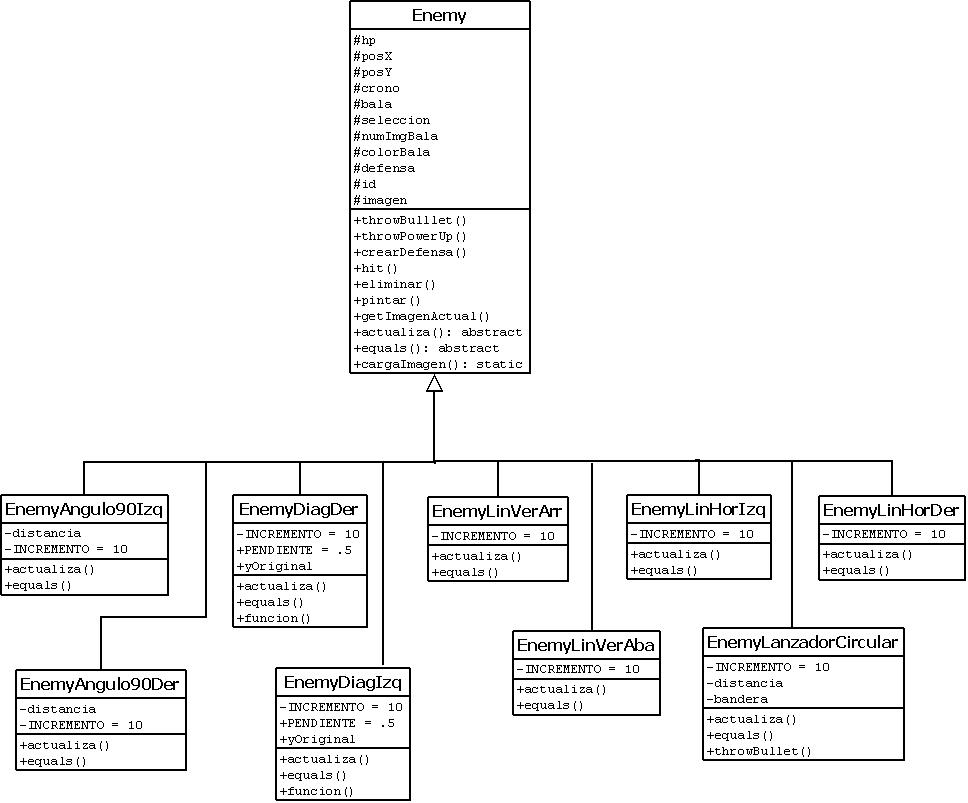 Enemy
#hp
#posX
#posY
#crono
#bala
#seleccion
#numImgBala
#colorBala
#defensa
#id
#imagen
+throwBulllet()
+throwPowerUp()
+crearDefensa()
+hit()
+eliminar()
+pintar()
+getImagenActual()
+actualiza(): abstract
+equals(): abstract
+cargaImagen(): static
EnemyAngulo90Izq
-distancia
-INCREMENTO = 10
+actualiza()
+equals()
EnemyDiagDer
-INCREMENTO = 10
+PENDIENTE = .5
+yOriginal
+actualiza()
+equals()
+funcion()
EnemyLinVerArr
-INCREMENTO = 10
+actualiza()
+equals()
EnemyLinHorIzq
-INCREMENTO = 10
+actualiza()
+equals()
EnemyLinHorDer
-INCREMENTO = 10
+actualiza()
+equals()
EnemyAngulo90Der
-distancia
-INCREMENTO = 10
+actualiza()
+equals()
EnemyDiagIzq
-INCREMENTO = 10
+PENDIENTE = .5
+yOriginal
+actualiza()
+equals()
+funcion()
EnemyLinVerAba
-INCREMENTO = 10
+actualiza()
+equals()
EnemyLanzadorCircular
-INCREMENTO = 10
-distancia
-bandera
+actualiza()
+equals()
+throwBullet()